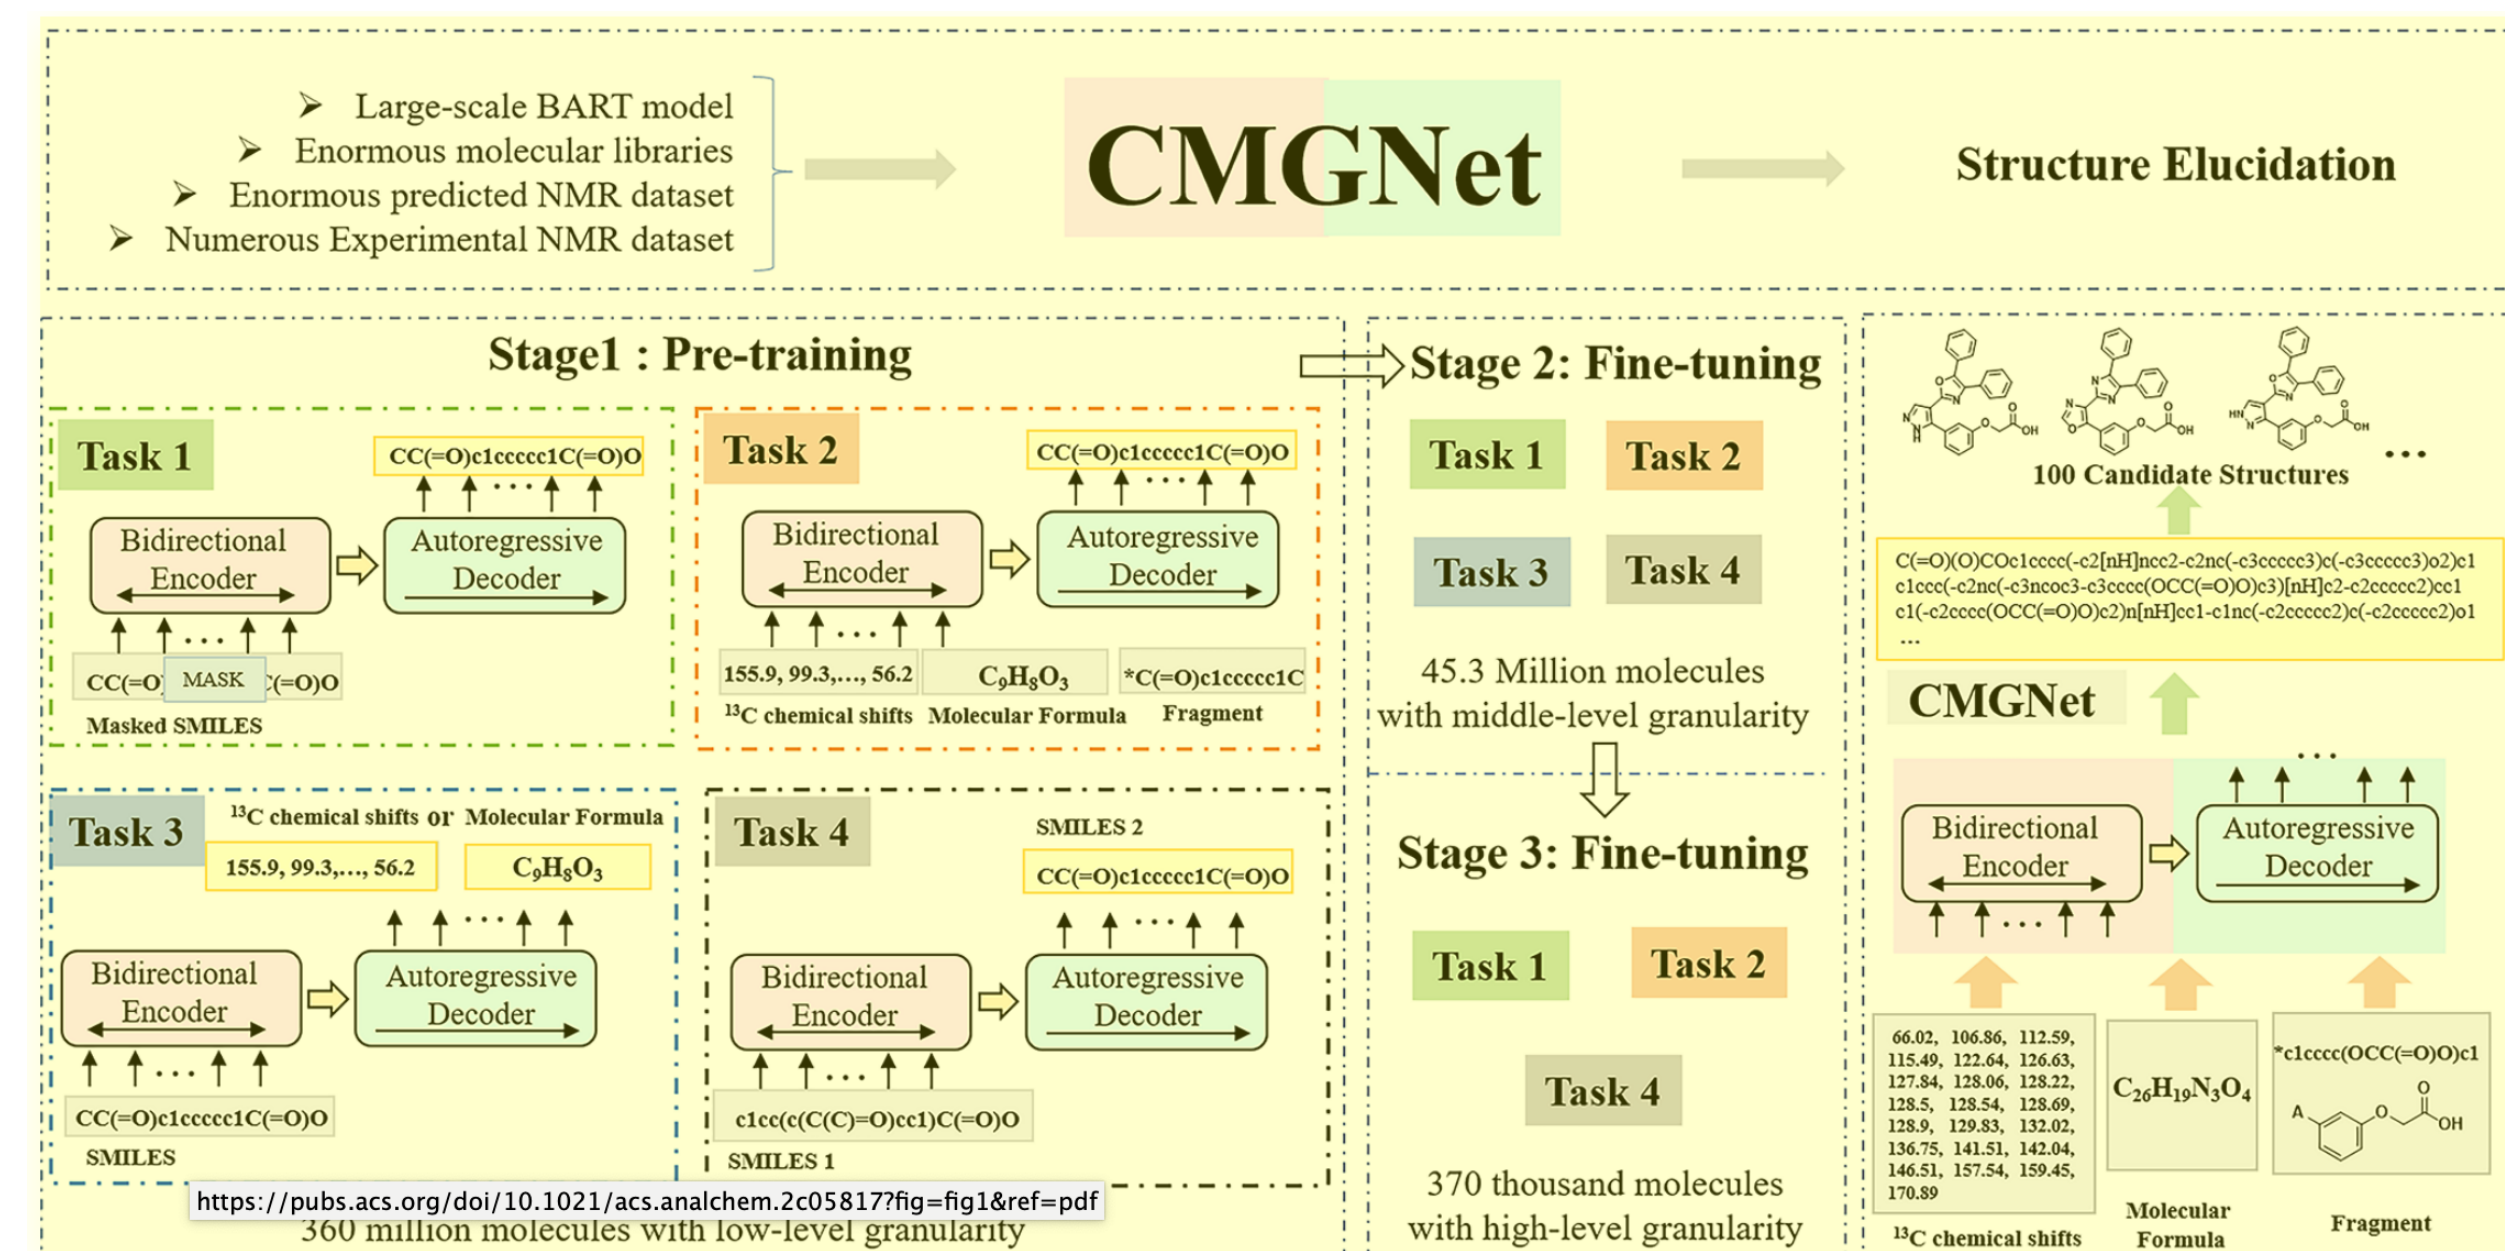 ➢ Large-scale BART model
➢ Enormous molecular libraries
➢ Enormous predicted NMR dataset
➢ Numerous Experimental NMR dataset
CMGNet
Structure Elucidation
Stage1 : Pre-training
Task 1
CC(=O)c1ccccc1C(=O)O
...
Bidirectional
Encoder
Autoregressive
Decoder
...
CC(=O) MASK C(=O)O
Masked SMILES
Task 2
CC(=O)c1ccccc1C(=O)O
...
Bidirectional
Encoder
Autoregressive
Decoder
...
155.9, 99.3,..., 56.2
C₉H₈O₃
*C(=O)c1ccccc1C
¹³C chemical shifts
Molecular Formula
Fragment
Task 3
¹³C chemical shifts or Molecular Formula
155.9, 99.3,..., 56.2
C₉H₈O₃
...
Bidirectional
Encoder
Autoregressive
Decoder
...
CC(=O)c1ccccc1C(=O)O
SMILES
Task 4
SMILES 2
CC(=O)c1ccccc1C(=O)O
...
Bidirectional
Encoder
Autoregressive
Decoder
...
c1cc(c(C(C)=O)cc1)C(=O)O
SMILES 1
https://pubs.acs.org/doi/10.1021/acs.analchem.2c05817?fig=fig1&ref=pdf
360 million molecules with low-level granularity
Stage 2: Fine-tuning
Task 1
Task 2
Task 3
Task 4
45.3 Million molecules
with middle-level granularity
Stage 3: Fine-tuning
Task 1
Task 2
Task 4
370 thousand molecules
with high-level granularity
100 Candidate Structures
...
C(=O)(O)COc1cccc(-c2[nH]ncc2-c2nc(-c3ccccc3)c(-c3ccccc3)o2)c1
c1ccc(-c2nc(-c3ncoc3-c3cccc(OCC(=O)O)c3)[nH]c2-c2ccccc2)cc1
c1(-c2cccc(OCC(=O)O)c2)n[nH]cc1-c1nc(-c2ccccc2)c(-c2ccccc2)o1
...
CMGNet
...
Bidirectional
Encoder
Autoregressive
Decoder
...
66.02, 106.86, 112.59,
115.49, 122.64, 126.63,
127.84, 128.06, 128.22,
128.5, 128.54, 128.69,
128.9, 129.83, 132.02,
136.75, 141.51, 142.04,
146.51, 157.54, 159.45,
170.89
¹³C chemical shifts
C₂₆H₁₉N₃O₄
Molecular
Formula
*c1cccc(OCC(=O)O)c1
A
O
O
OH
Fragment